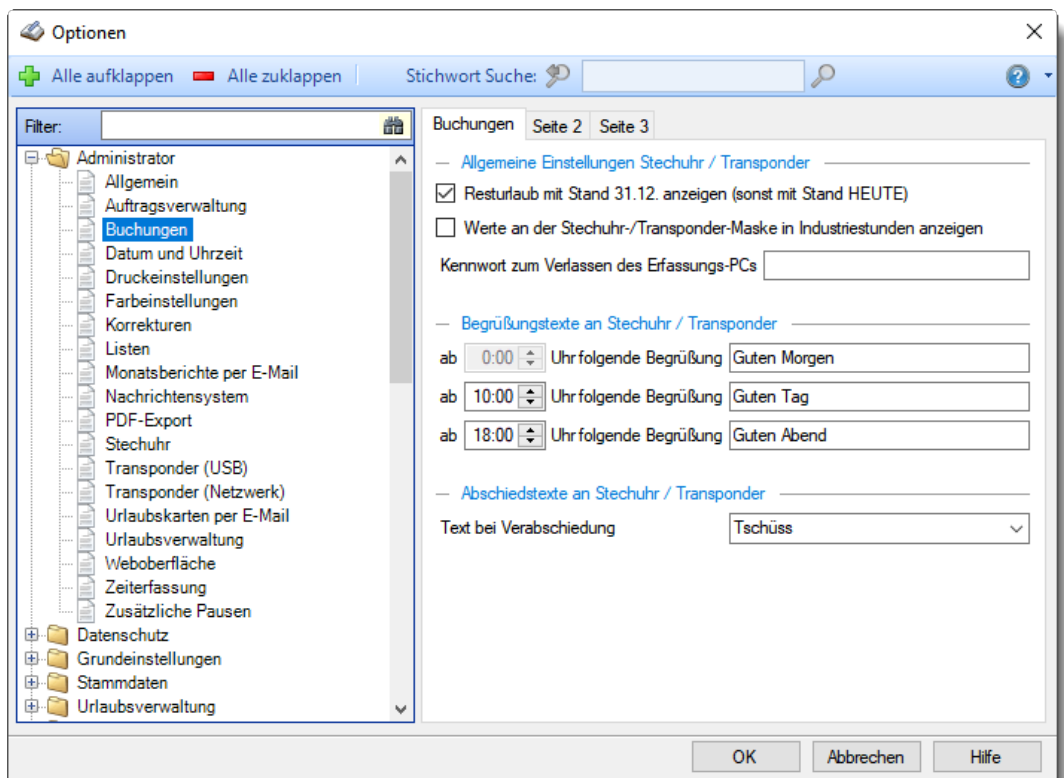 Optionen
Alle aufklappen Alle zuklappen Stichwort Suche:
Filter:
Administrator
Allgemein
Auftragsverwaltung
Buchungen
Datum und Uhrzeit
Druckeinstellungen
Farbeinstellungen
Korrekturen
Listen
Monatsberichte per E-Mail
Nachrichtensystem
PDF-Export
Stechuhr
Transponder (USB)
Transponder (Netzwerk)
Urlaubskarten per E-Mail
Urlaubsverwaltung
Weboberfläche
Zeiterfassung
Zusätzliche Pausen
Datenschutz
Grundeinstellungen
Stammdaten
Urlaubsverwaltung
Buchungen Seite 2 Seite 3
Allgemeine Einstellungen Stechuhr / Transponder
Resturlaub mit Stand 31.12. anzeigen (sonst mit Stand HEUTE)
Werte an der Stechuhr-/Transponder-Maske in Industriestunden anzeigen
Kennwort zum Verlassen des Erfassungs-PCs
Begrüßungstexte an Stechuhr / Transponder
ab 0:00 Uhr folgende Begrüßung Guten Morgen
ab 10:00 Uhr folgende Begrüßung Guten Tag
ab 18:00 Uhr folgende Begrüßung Guten Abend
Abschiedstexte an Stechuhr / Transponder
Text bei Verabschiedung Tschüss
OK Abbrechen Hilfe